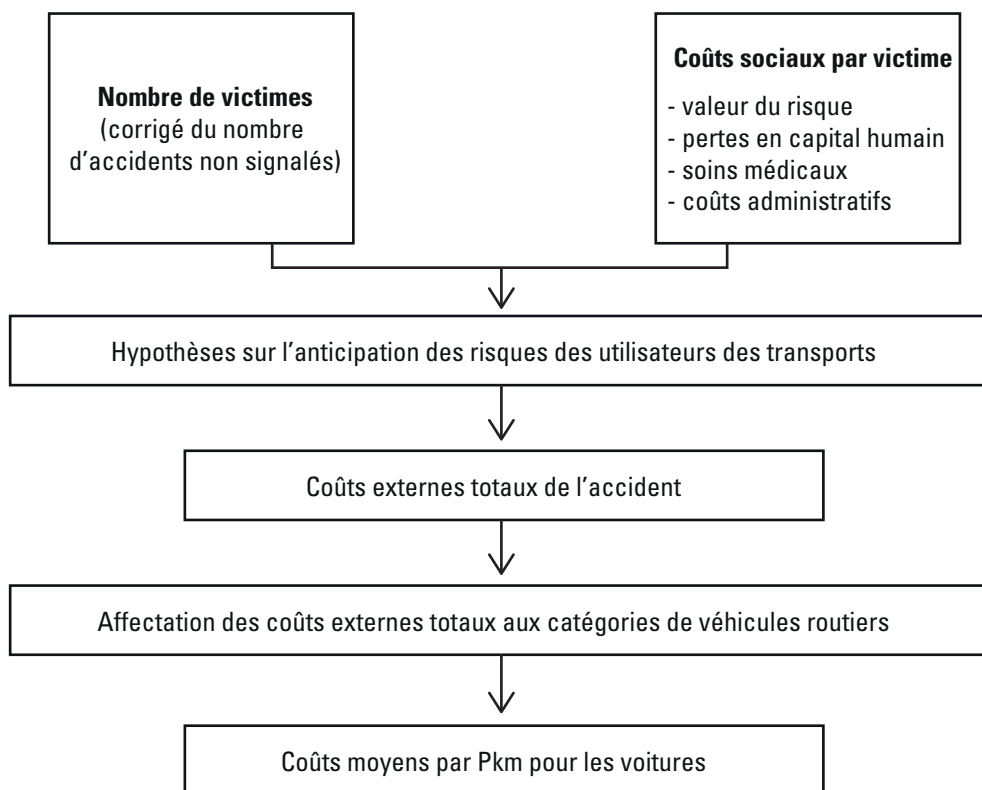 Nombre de victimes
(corrigé du nombre
d'accidents non signalés)
Coûts sociaux par victime
- valeur du risque
- pertes en capital humain
- soins médicaux
- coûts administratifs
Hypothèses sur l'anticipation des risques des utilisateurs des transports
Coûts externes totaux de l'accident
Affectation des coûts externes totaux aux catégories de véhicules routiers
Coûts moyens par Pkm pour les voitures